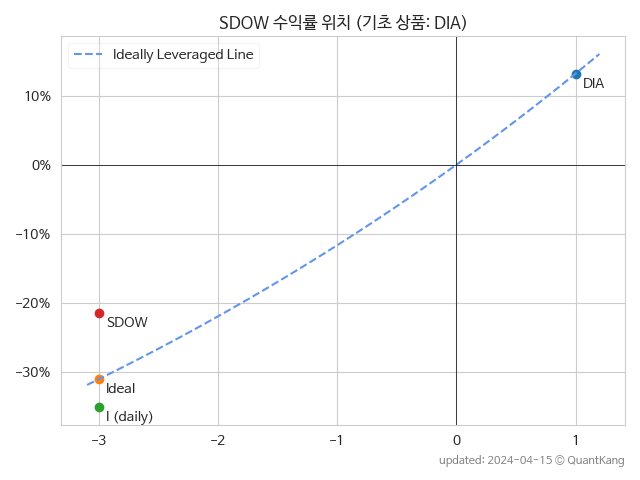 SDOW 수익률 위치 (기초 상품: DIA)
Ideally Leveraged Line
10%
0%
−10%
−20%
−30%
DIA
SDOW
Ideal
I (daily)
−3
−2
−1
0
1
updated: 2024-04-15 © QuantKang